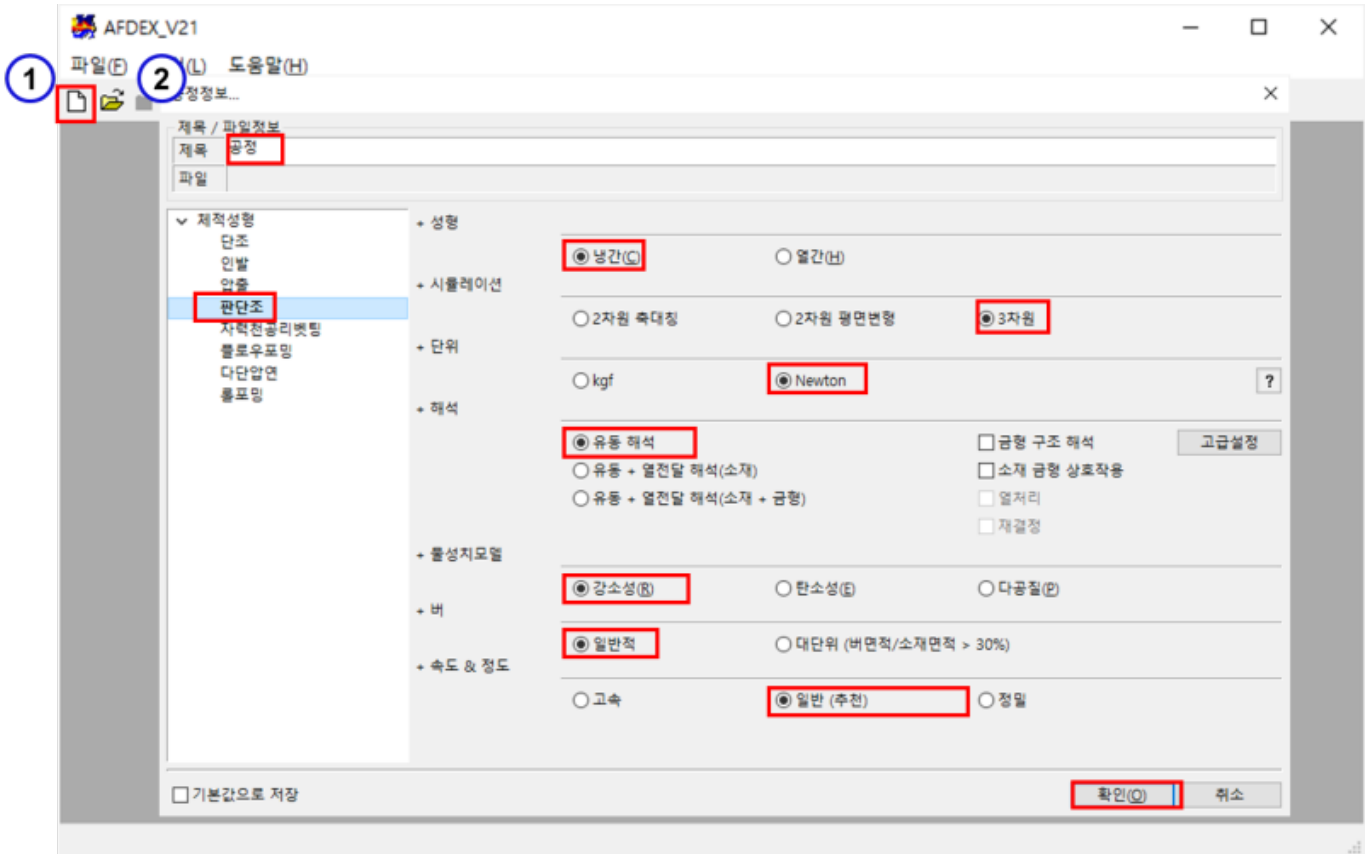 AFDEX_V21
파일(F) (L) 도움말(H)
1
2
정정보...
제목 / 파일정보
제목 공정
파일
체적성형
단조
인발
압출
판단조
자력천공리벳팅
플로우포밍
다단압연
롤포밍
+ 성형
냉간(C) 열간(H)
+ 시뮬레이션
2차원 축대칭 2차원 평면변형 3차원
+ 단위
kgf Newton ?
+ 해석
유동 해석 금형 구조 해석 고급설정
유동 + 열전달 해석(소재) 소재 금형 상호작용
유동 + 열전달 해석(소재 + 금형) 열처리
재결정
+ 물성치모델
강소성(R) 탄소성(E) 다공질(P)
+ 버
일반적 대단위 (버면적/소재면적 > 30%)
+ 속도 & 정도
고속 일반 (추천) 정밀
기본값으로 저장 확인(O) 취소